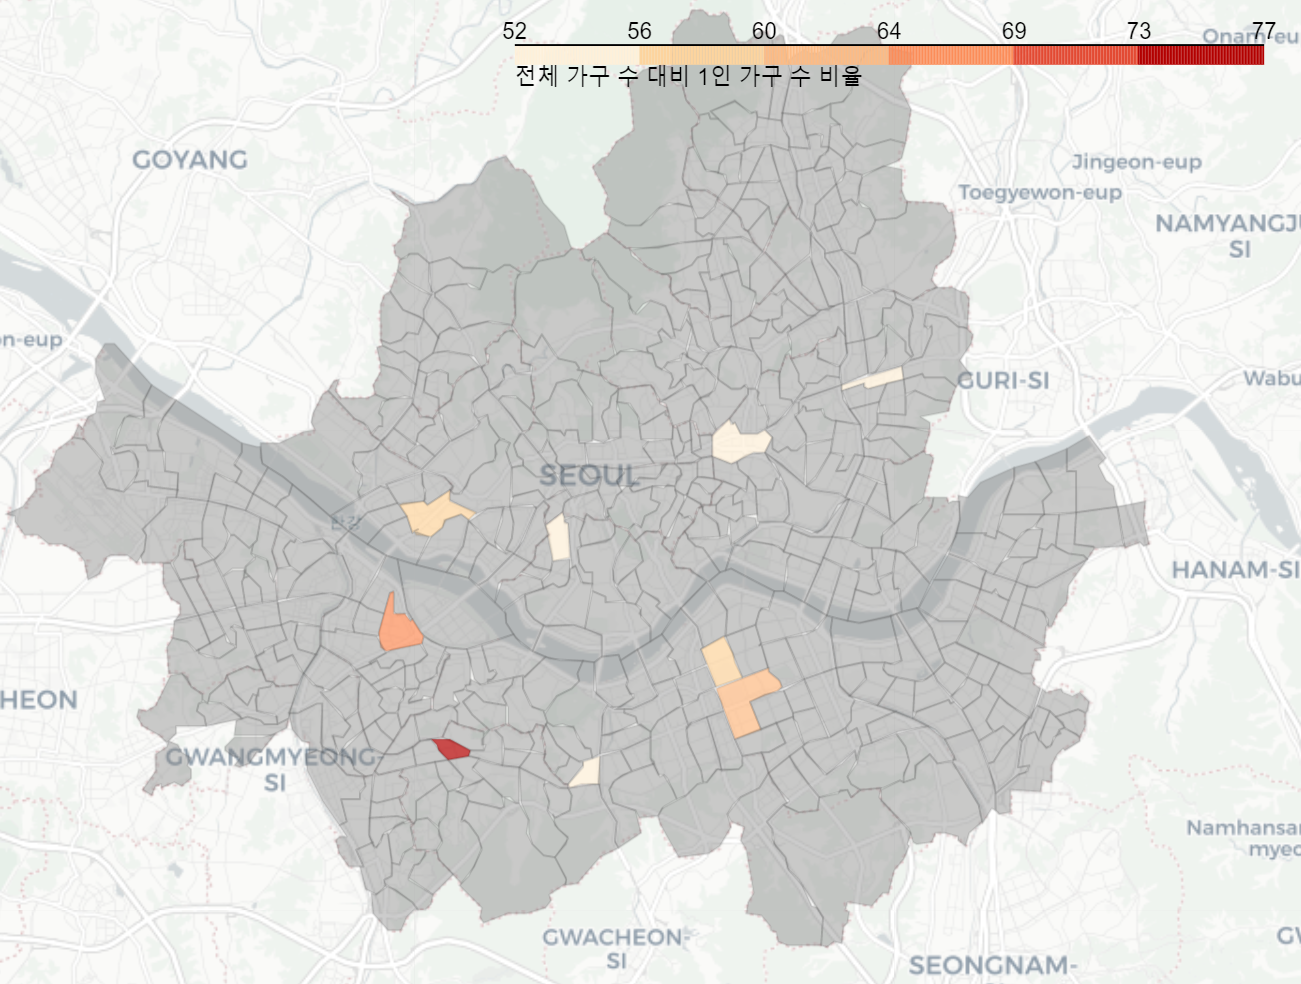 52 56 60 64 69 73 77
전체 가구 수 대비 1인 가구 수 비율
GOYANG
Jingeon-eup
Toegyewon-eup
NAMYANGJU
SI
n-eup
GURI-SI
Wabu
SEOUL
한강
HANAM-SI
HEON
GWANGMYEONG-
SI
Namhansan
myeo
GWACHEON-
SI
SEONGNAM-